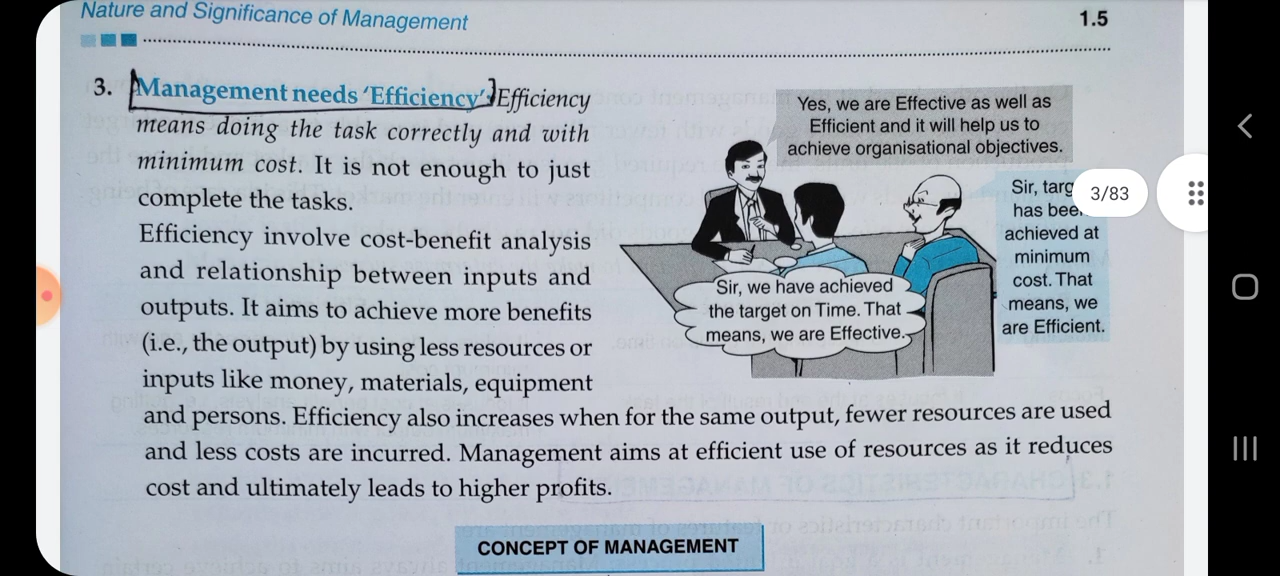 Nature and Significance of Management
1.5
3. Management needs 'Efficiency': Efficiency
means doing the task correctly and with
minimum cost. It is not enough to just
complete the tasks.
Efficiency involve cost-benefit analysis
and relationship between inputs and
outputs. It aims to achieve more benefits
(i.e., the output) by using less resources or
inputs like money, materials, equipment
and persons. Efficiency also increases when for the same output, fewer resources are used
and less costs are incurred. Management aims at efficient use of resources as it reduces
cost and ultimately leads to higher profits.
Yes, we are Effective as well as
Efficient and it will help us to
achieve organisational objectives.
Sir, we have achieved
the target on Time. That
means, we are Effective.
Sir,
has
achieved at
minimum
cost. That
means, we
are Efficient.
3/83
CONCEPT OF MANAGEMENT